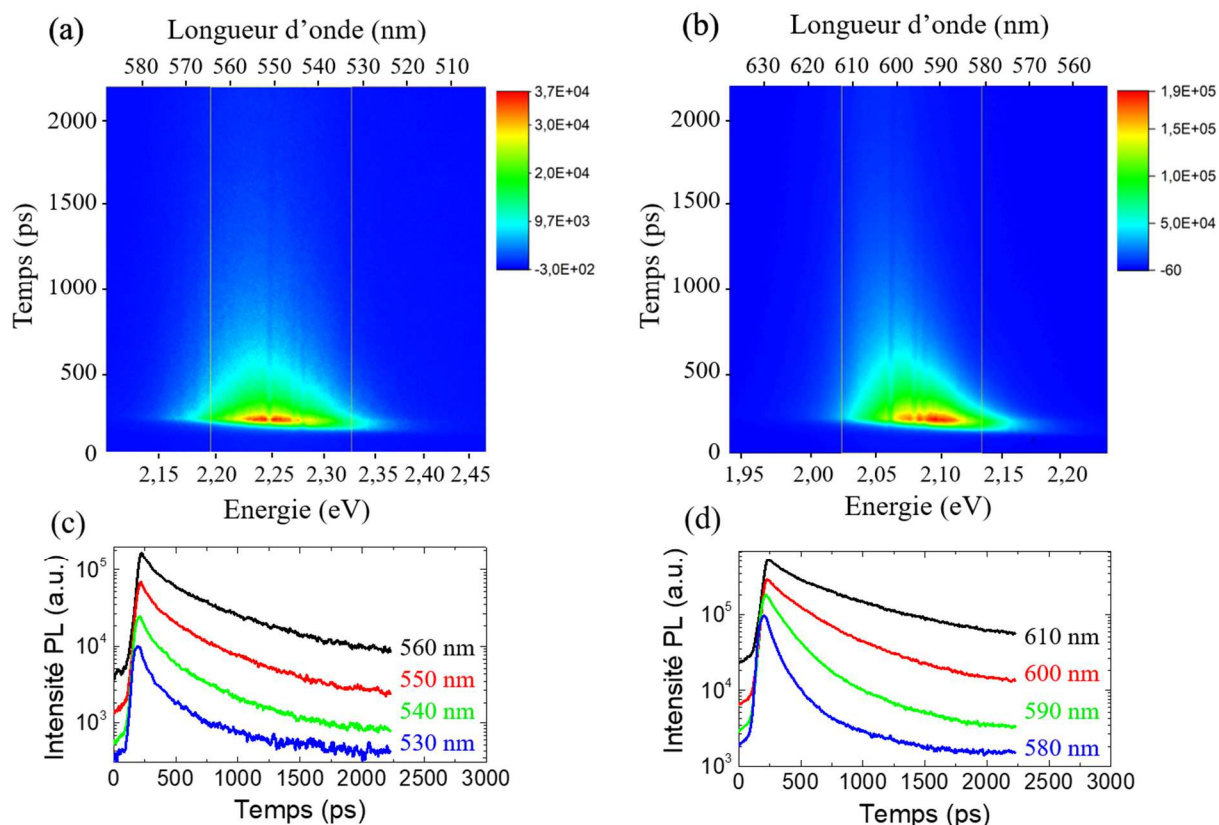 (a)
Longueur d'onde (nm)
580 570 560 550 540 530 520 510
Temps (ps)
2000
1500
1000
500
0
2,15 2,20 2,25 2,30 2,35 2,40 2,45
Energie (eV)
3,7E+04
3,0E+04
2,0E+04
9,7E+03
-3,0E+02
(b)
Longueur d'onde (nm)
630 620 610 600 590 580 570 560
Temps (ps)
2000
1500
1000
500
0
1,95 2,00 2,05 2,10 2,15 2,20
Energie (eV)
1,9E+05
1,5E+05
1,0E+05
5,0E+04
-60
(c)
Intensité PL (a.u.)
10^5
10^4
10^3
560 nm
550 nm
540 nm
530 nm
0 500 1000 1500 2000 2500 3000
Temps (ps)
(d)
Intensité PL (a.u.)
10^5
10^4
10^3
610 nm
600 nm
590 nm
580 nm
0 500 1000 1500 2000 2500 3000
Temps (ps)